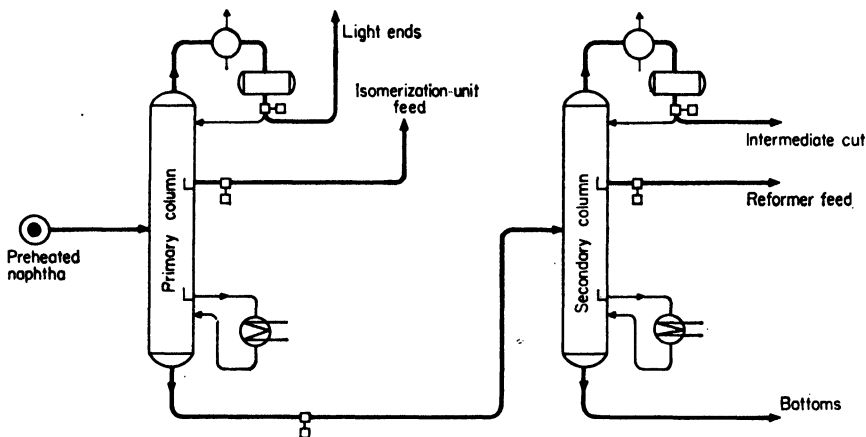 Light ends
Isomerization-unit
feed
Primary column
Preheated
naphtha
Secondary column
Intermediate cut
Reformer feed
Bottoms